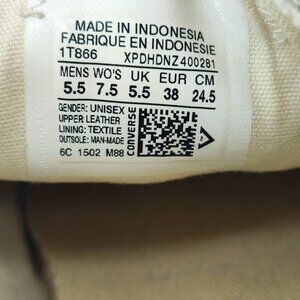 MADE IN INDONESIA
FABRIQUE EN INDONESIE
1T866 XPDHDNZ400281
MENS WO'S UK EUR CM
5.5 7.5 5.5 38 24.5
GENDER: UNISEX
UPPER LEATHER
LINING: TEXTILE
OUTSOLE: MAN-MADE
6C 1502 M88
CONVERSE